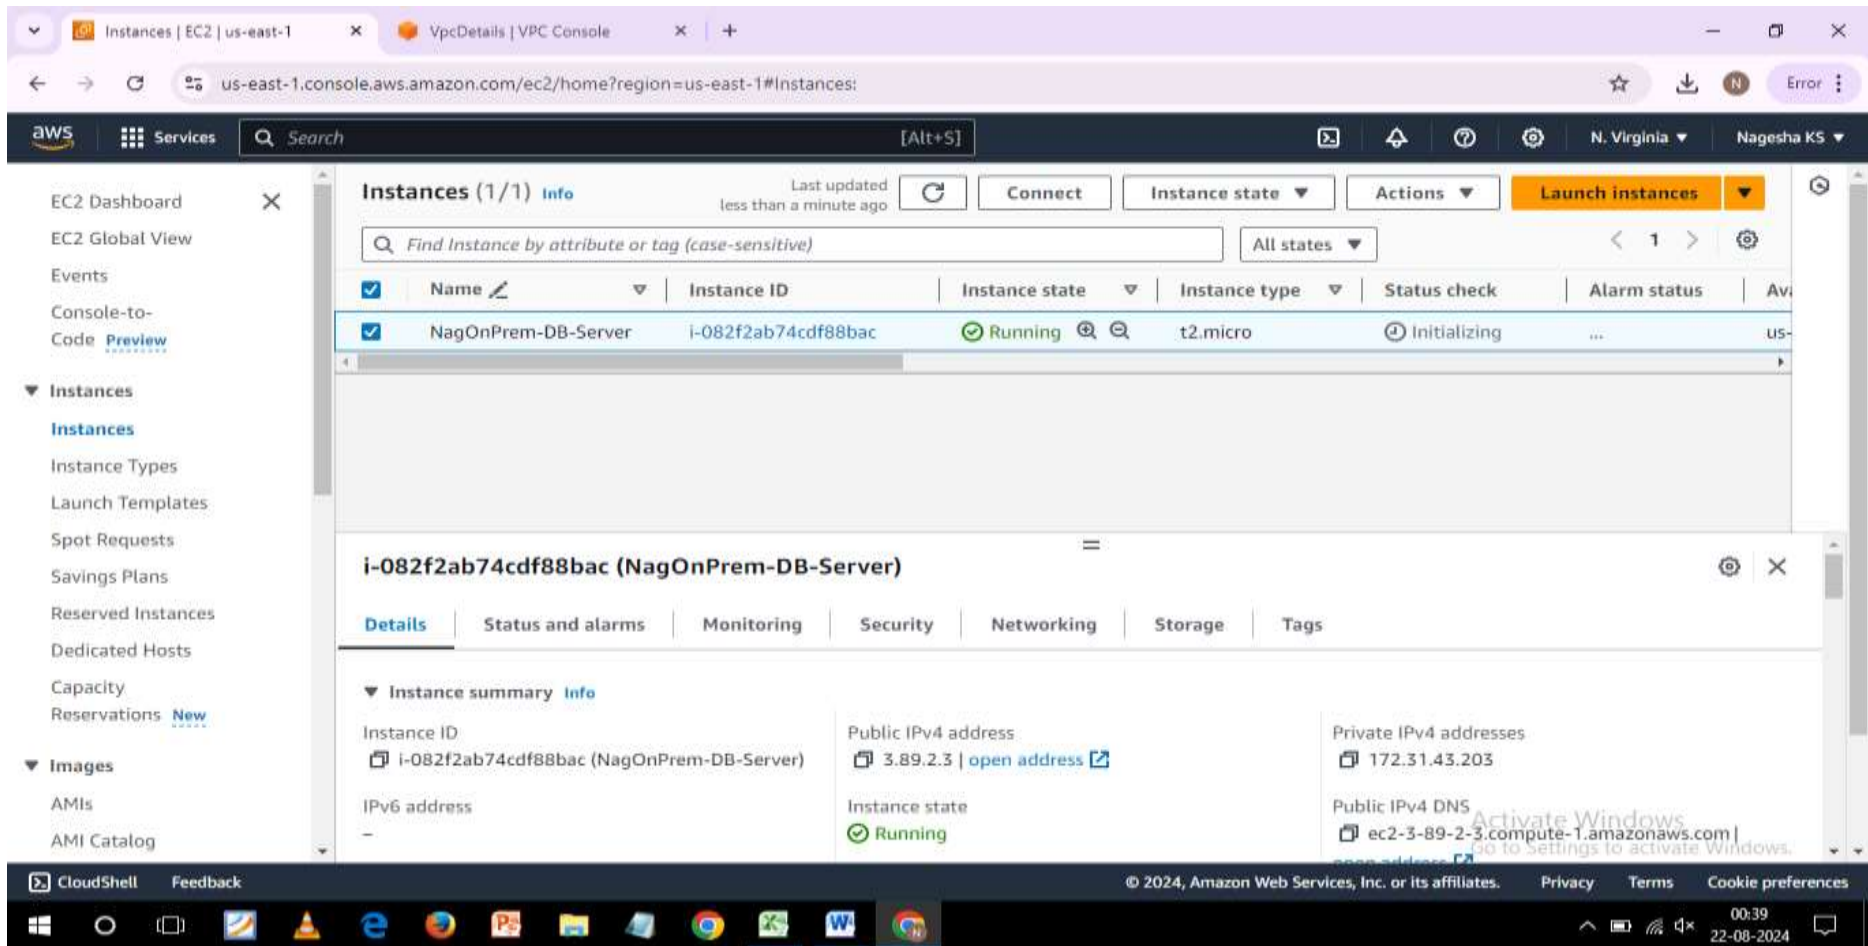 Instances | EC2 | us-east-1
VpcDetails | VPC Console
us-east-1.console.aws.amazon.com/ec2/home?region=us-east-1#Instances:
N
Error
aws
Services
Search
[Alt+S]
N. Virginia
Nagesha KS
EC2 Dashboard
EC2 Global View
Events
Console-to-
Code Preview
Instances
Instances
Instance Types
Launch Templates
Spot Requests
Savings Plans
Reserved Instances
Dedicated Hosts
Capacity
Reservations New
Images
AMIs
AMI Catalog
Instances (1/1) Info
Last updated
less than a minute ago
Connect
Instance state
Actions
Launch instances
Find Instance by attribute or tag (case-sensitive)
All states
1
Name
Instance ID
Instance state
Instance type
Status check
Alarm status
Ava
NagOnPrem-DB-Server
i-082f2ab74cdf88bac
Running
t2.micro
Initializing
...
us-
i-082f2ab74cdf88bac (NagOnPrem-DB-Server)
Details
Status and alarms
Monitoring
Security
Networking
Storage
Tags
Instance summary Info
Instance ID
i-082f2ab74cdf88bac (NagOnPrem-DB-Server)
Public IPv4 address
3.89.2.3 | open address
Private IPv4 addresses
172.31.43.203
IPv6 address
–
Instance state
Running
Public IPv4 DNS
ec2-3-89-2-3.compute-1.amazonaws.com |
open address
Activate Windows
Go to Settings to activate Windows.
CloudShell
Feedback
© 2024, Amazon Web Services, Inc. or its affiliates.
Privacy
Terms
Cookie preferences
00:39
22-08-2024